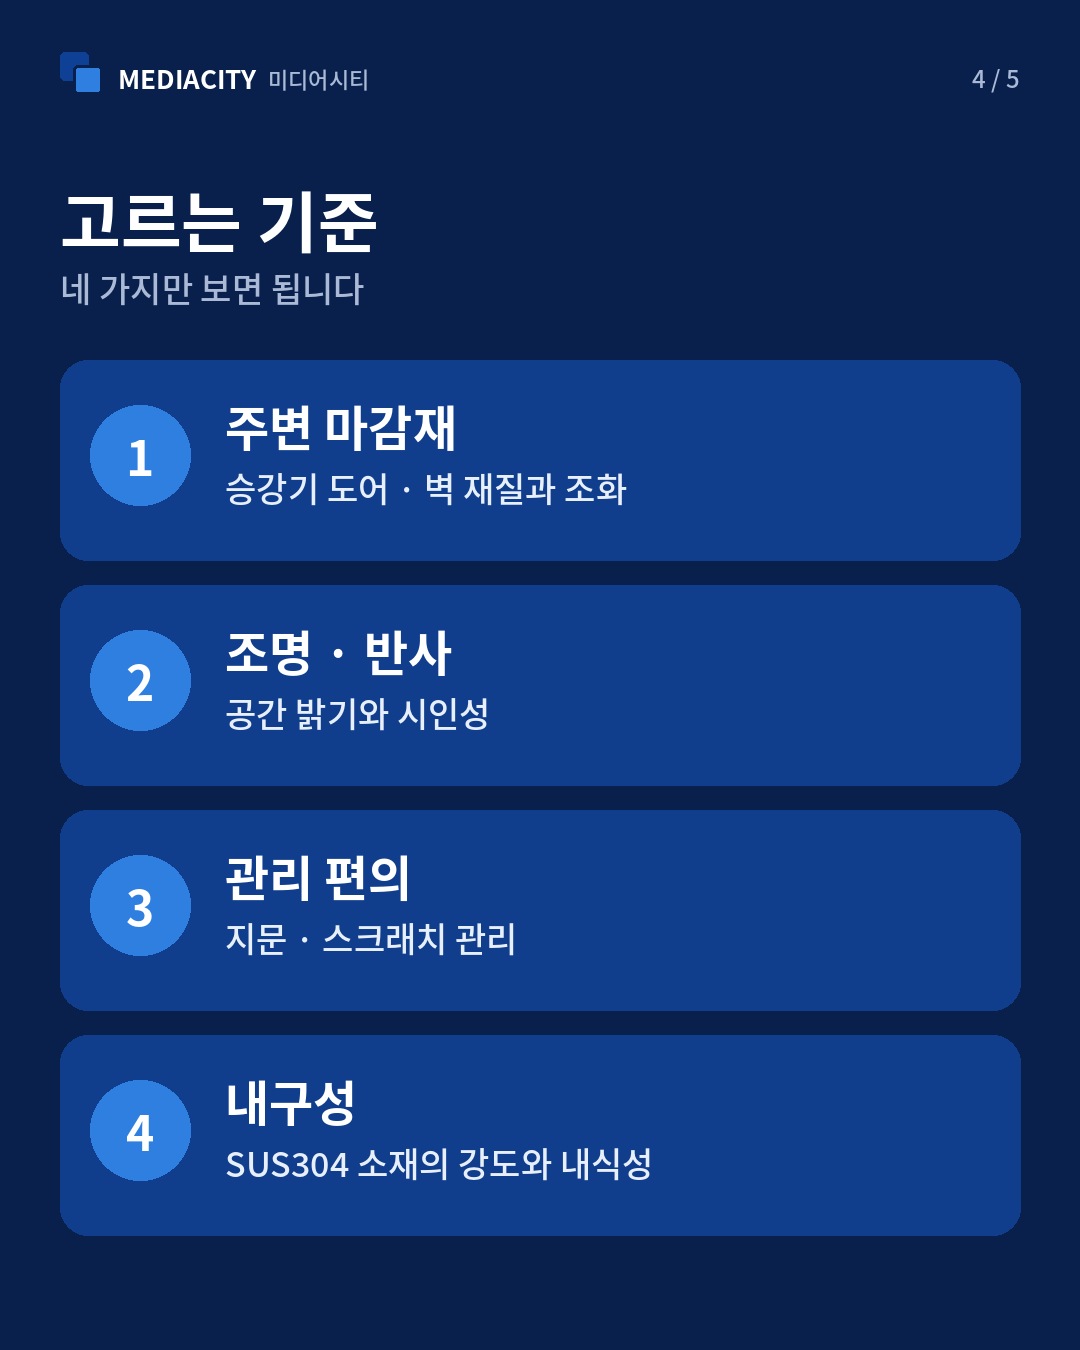 MEDIACITY 미디어시티
4 / 5
고르는 기준
네 가지만 보면 됩니다
1
주변 마감재
승강기 도어 · 벽 재질과 조화
2
조명 · 반사
공간 밝기와 시인성
3
관리 편의
지문 · 스크래치 관리
4
내구성
SUS304 소재의 강도와 내식성